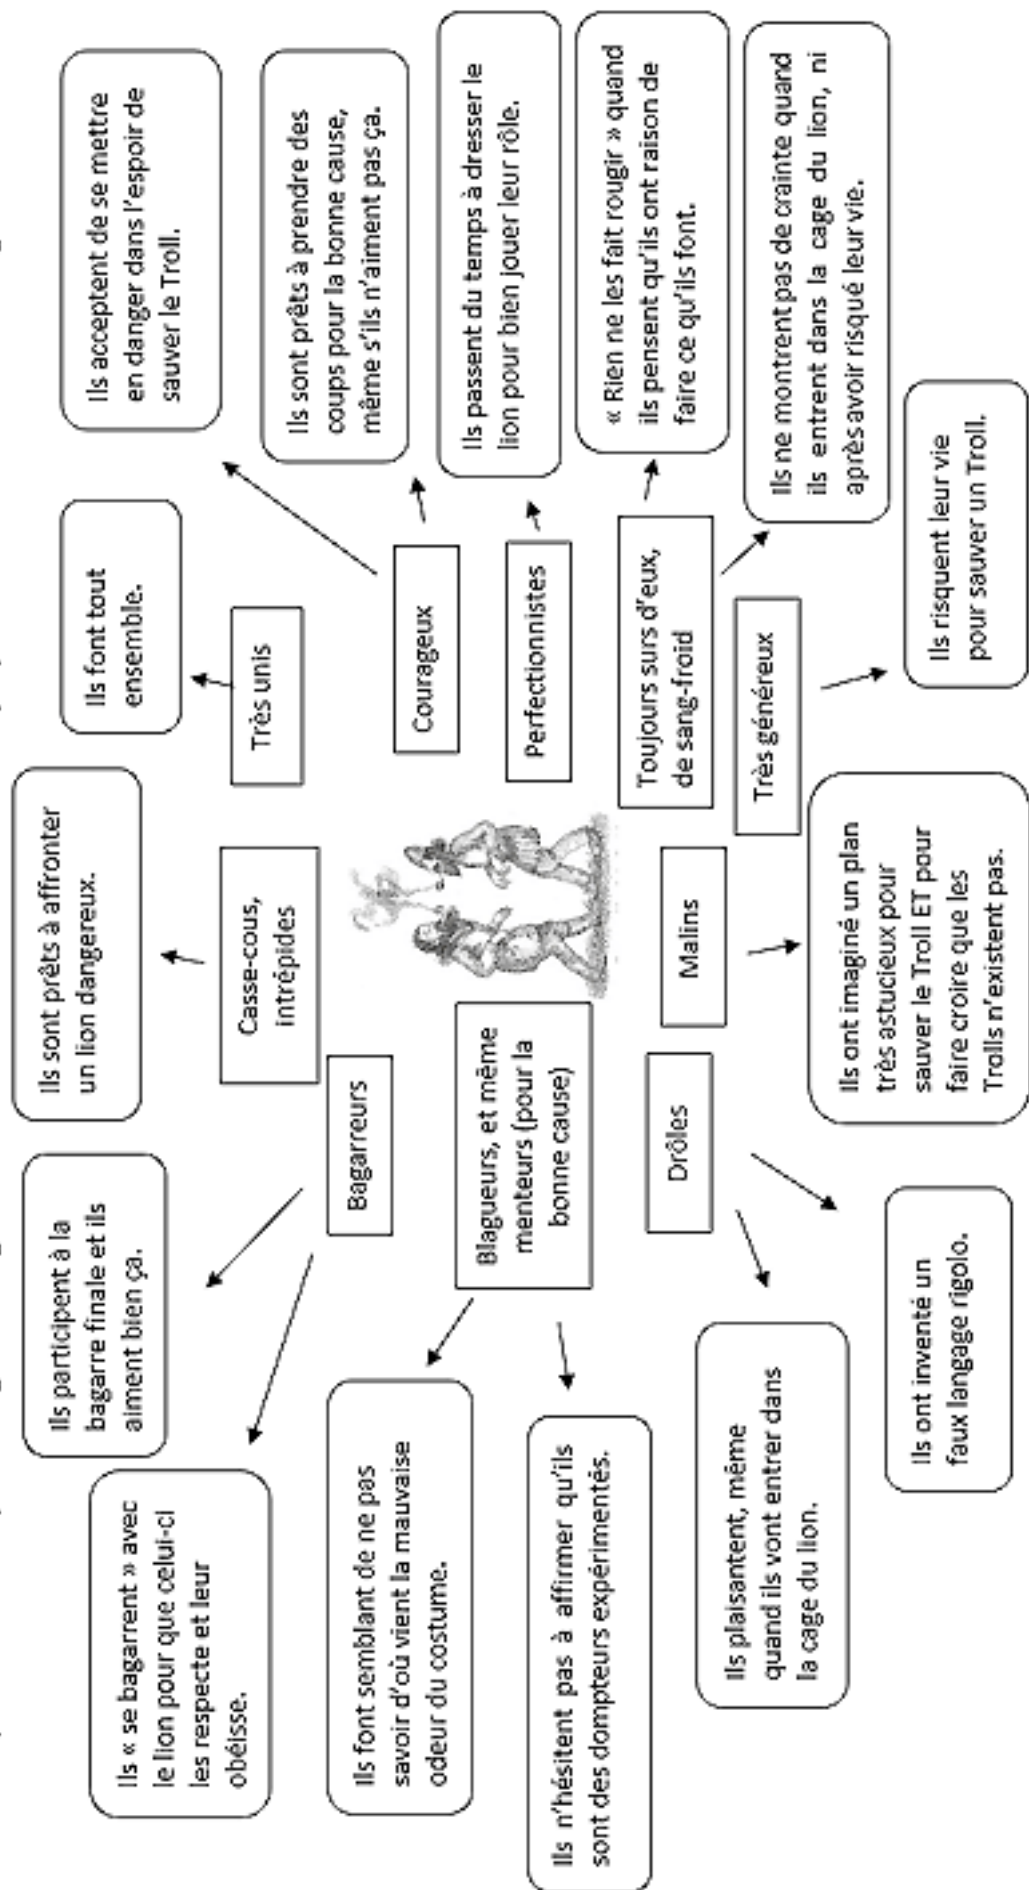 Ils « se bagarrent » avec
le lion pour que celui-ci
les respecte et leur
obéisse.
Ils participent à la
bagarre finale et ils
aiment bien ça.
Ils sont prêts à affronter
un lion dangereux.
Ils font tout
ensemble.
Ils acceptent de se mettre
en danger dans l'espoir de
sauver le Troll.
Bagarreurs
Casse-cous,
intrépides
Très unis
Courageux
Ils sont prêts à prendre des
coups pour la bonne cause,
même s'ils n'aiment pas ça.
Ils font semblant de ne pas
savoir d'où vient la mauvaise
odeur du costume.
Blagueurs, et même
menteurs (pour la
bonne cause)
Perfectionnistes
Ils passent du temps à dresser le
lion pour bien jouer leur rôle.
Ils n'hésitent pas à affirmer qu'ils
sont des dompteurs expérimentés.
Toujours surs d'eux,
de sang-froid
« Rien ne les fait rougir » quand
ils pensent qu'ils ont raison de
faire ce qu'ils font.
Ils plaisantent, même
quand ils vont entrer dans
la cage du lion.
Drôles
Malins
Très généreux
Ils ne montrent pas de crainte quand
ils entrent dans la cage du lion, ni
après avoir risqué leur vie.
Ils ont inventé un
faux langage rigolo.
Ils ont imaginé un plan
très astucieux pour
sauver le Troll ET pour
faire croire que les
Trolls n'existent pas.
Ils risquent leur vie
pour sauver un Troll.